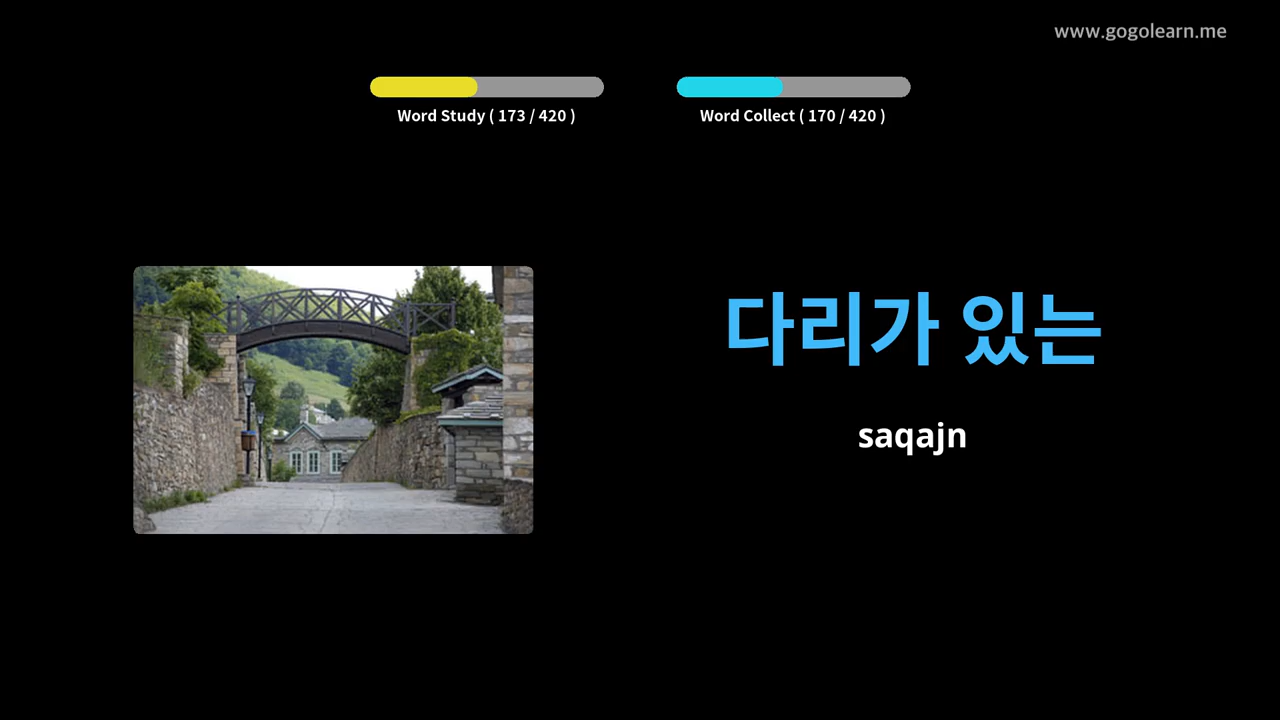 www.gogolearn.me
Word Study ( 173 / 420 )
Word Collect ( 170 / 420 )
다리가 있는
saqajn